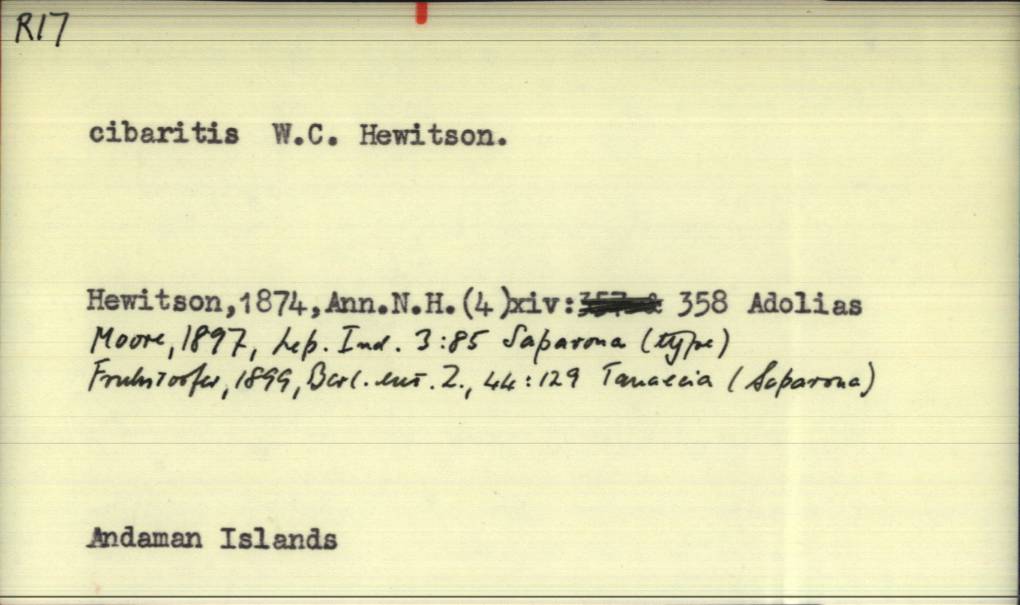 R17
cibaritis W.C. Hewitson.
Hewitson,1874,Ann.N.H.(4)xiv: 358 Adolias
Moore, 1897, Lep. Ind. 3:85 Saparona (type)
Fruhstorfer, 1899, Berl. ent. Z., 44:129 Tanaecia (Saparona)
Andaman Islands